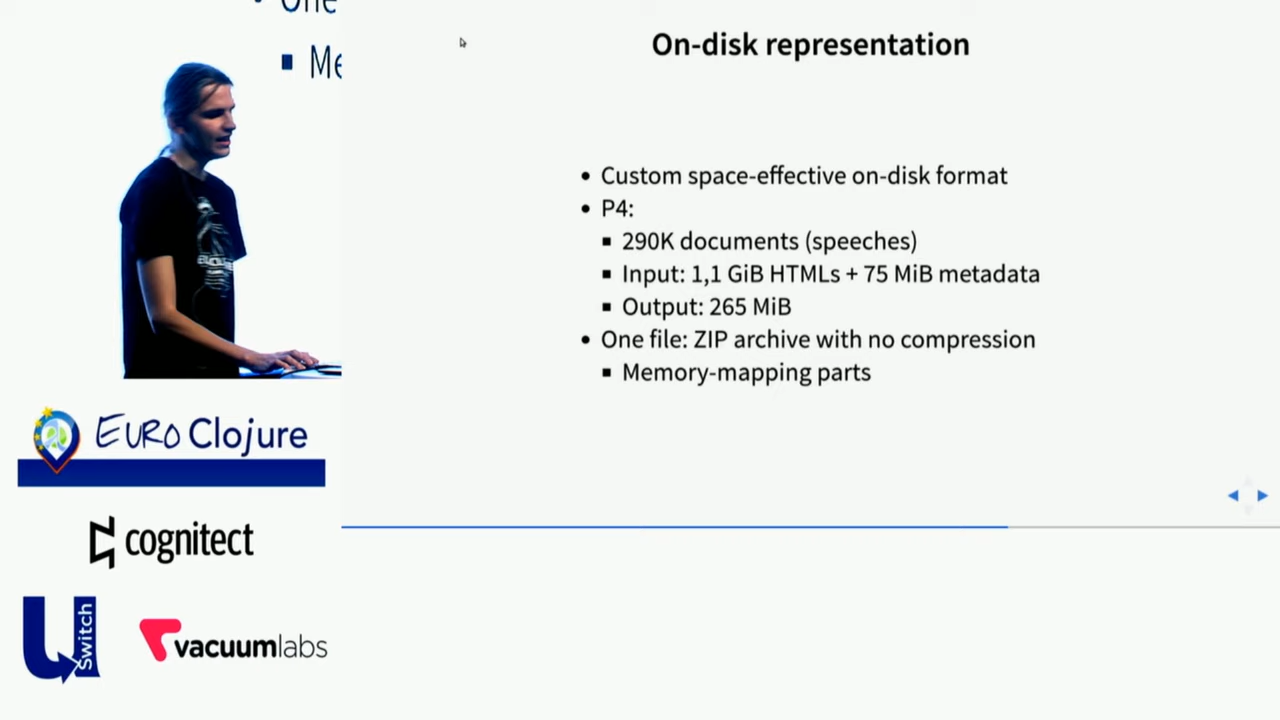 One
Me
On-disk representation
Custom space-effective on-disk format
P4:
290K documents (speeches)
Input: 1,1 GiB HTMLs + 75 MiB metadata
Output: 265 MiB
One file: ZIP archive with no compression
Memory-mapping parts
EURO Clojure
cognitect
U Switch
vacuumlabs